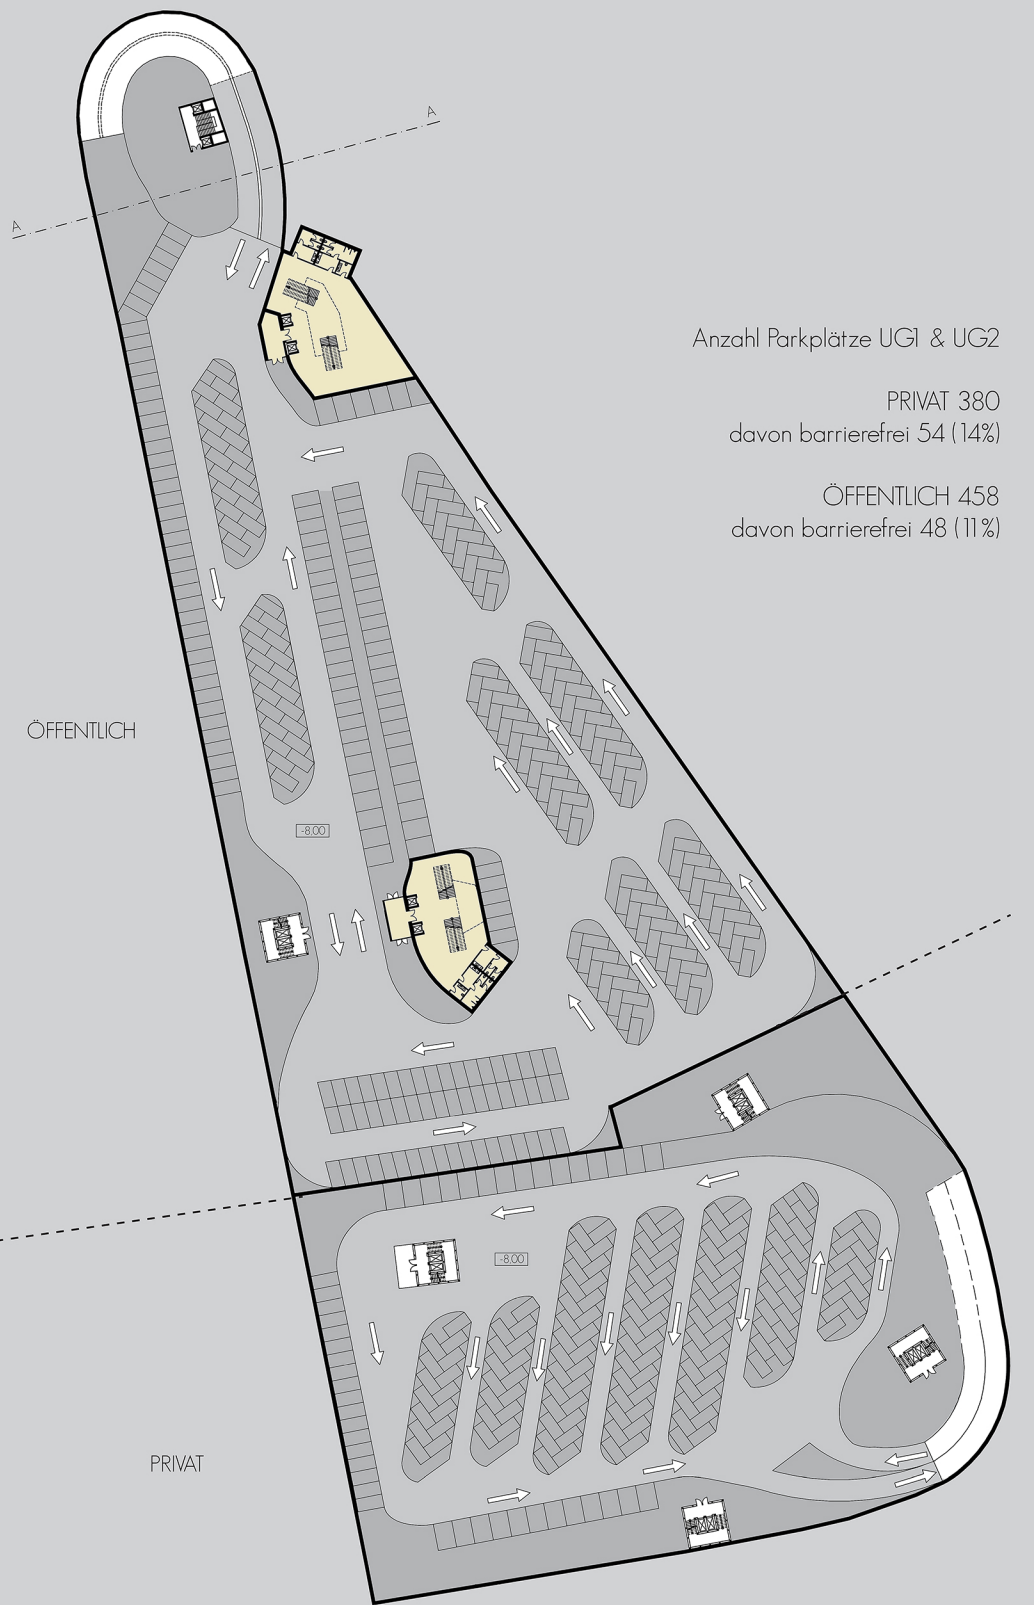 A
A
Anzahl Parkplätze UG1 & UG2
PRIVAT 380
davon barrierefrei 54 (14%)
ÖFFENTLICH 458
davon barrierefrei 48 (11%)
ÖFFENTLICH
-8.00
-8.00
PRIVAT